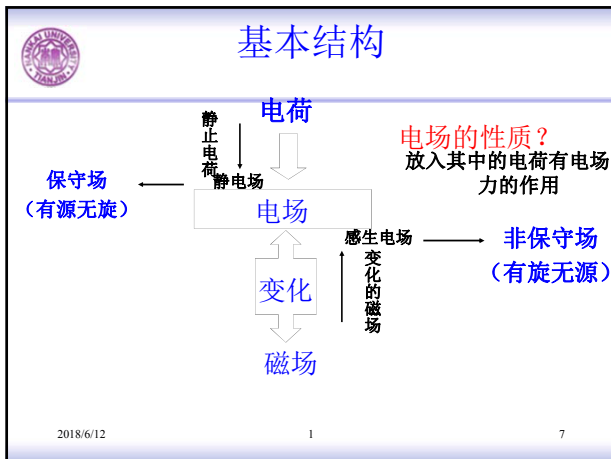 NANKAI UNIVERSITY
TIANJIN
基本结构
电荷
静止电荷
电场的性质？
放入其中的电荷有电场
力的作用
保守场
（有源无旋）
静电场
电场
感生电场
非保守场
（有旋无源）
变化的磁场
变化
磁场
2018/6/12
1
7